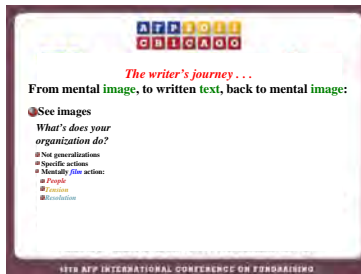 AFP 2011
CHICAGO
The writer's journey . . .
From mental image, to written text, back to mental image:
See images
What's does your
organization do?
Not generalizations
Specific actions
Mentally film action:
People
Tension
Resolution
AFP INTERNATIONAL CONFERENCE ON FUNDRAISING